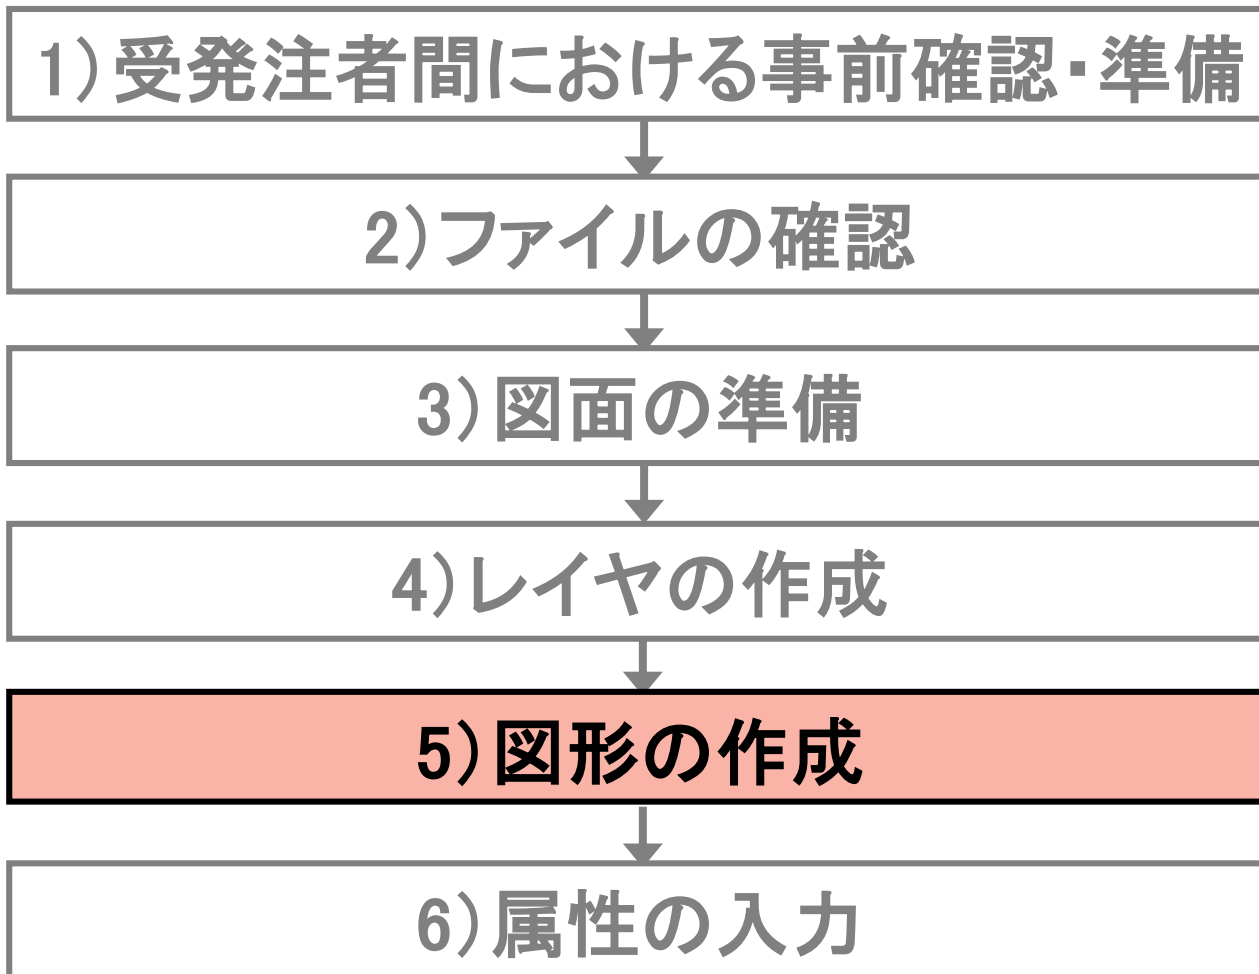 1)受発注者間における事前確認・準備
2)ファイルの確認
3)図面の準備
4)レイヤの作成
5)図形の作成
6)属性の入力